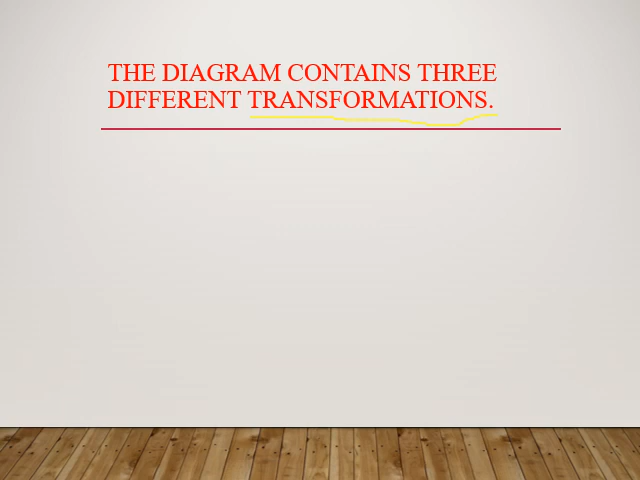 THE DIAGRAM CONTAINS THREE
DIFFERENT TRANSFORMATIONS.